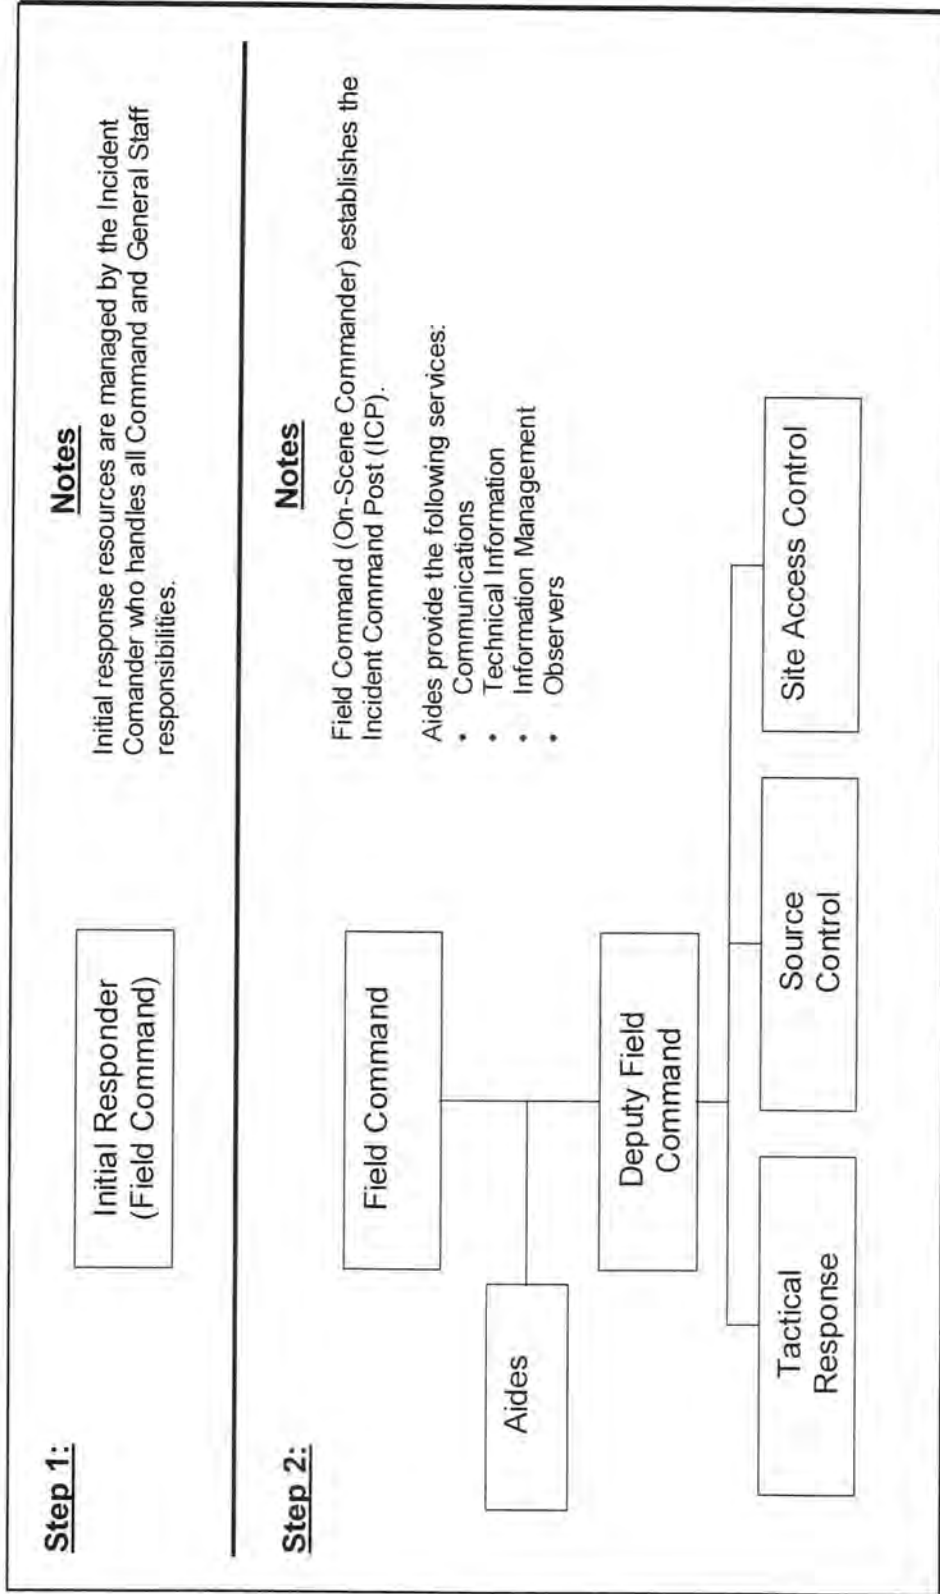 Step 1:
Initial Responder
(Field Command)
Notes
Initial response resources are managed by the Incident
Comander who handles all Command and General Staff
responsibilities.
Step 2:
Notes
Field Command
Field Command (On-Scene Commander) establishes the
Incident Command Post (ICP).
Aides provide the following services:
• Communications
• Technical Information
• Information Management
• Observers
Aides
Deputy Field
Command
Tactical
Response
Source
Control
Site Access Control